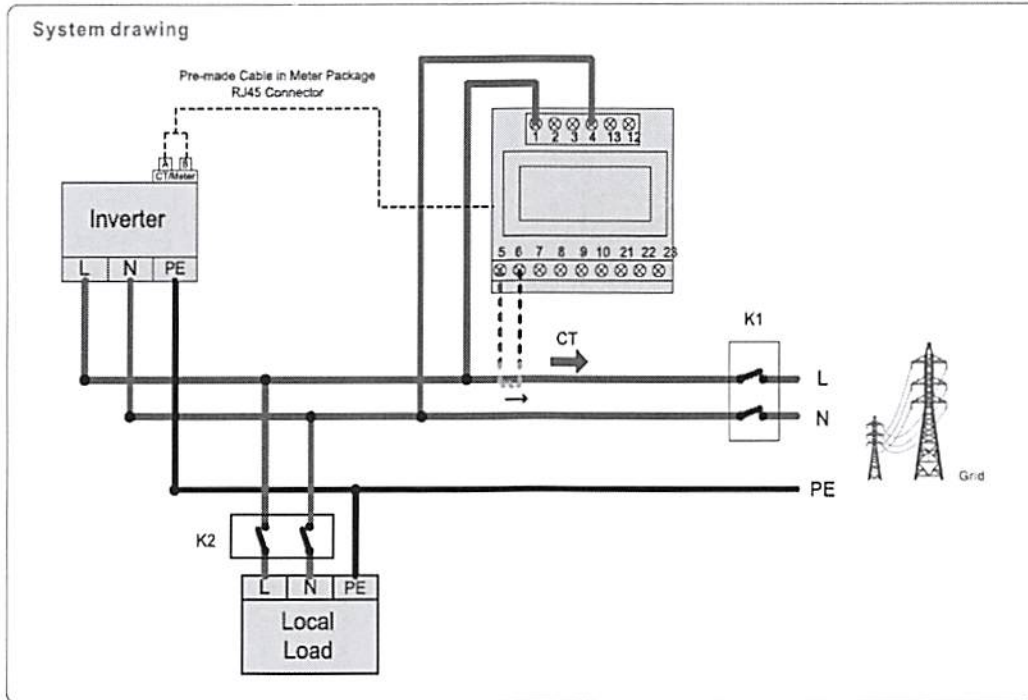 System drawing
Pre-made Cable in Meter Package
RJ45 Connector
A B
CT/Meter
Inverter
L N PE
1 2 3 4 13 12
5 6 7 8 9 10 21 22 23
CT
K1
L
N
PE
Grid
K2
L N PE
Local
Load